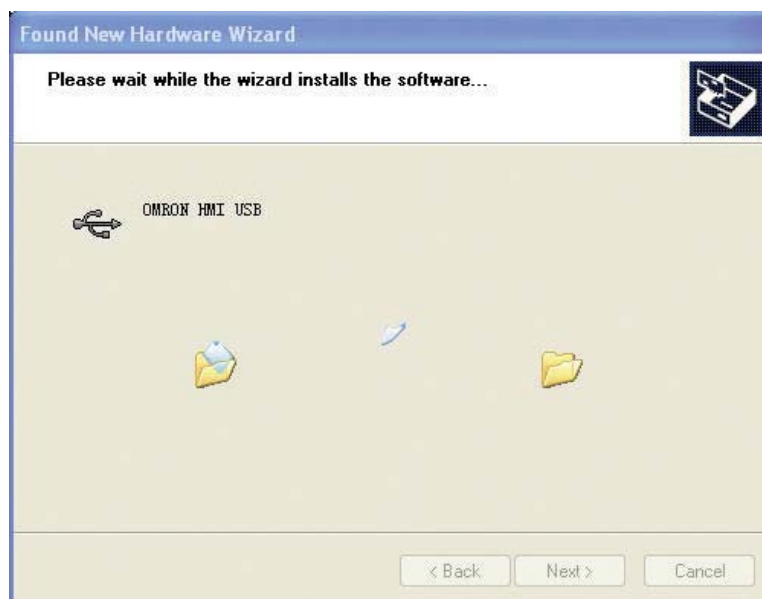 Found New Hardware Wizard
Please wait while the wizard installs the software...
OMRON HMI USB
< Back
Next >
Cancel